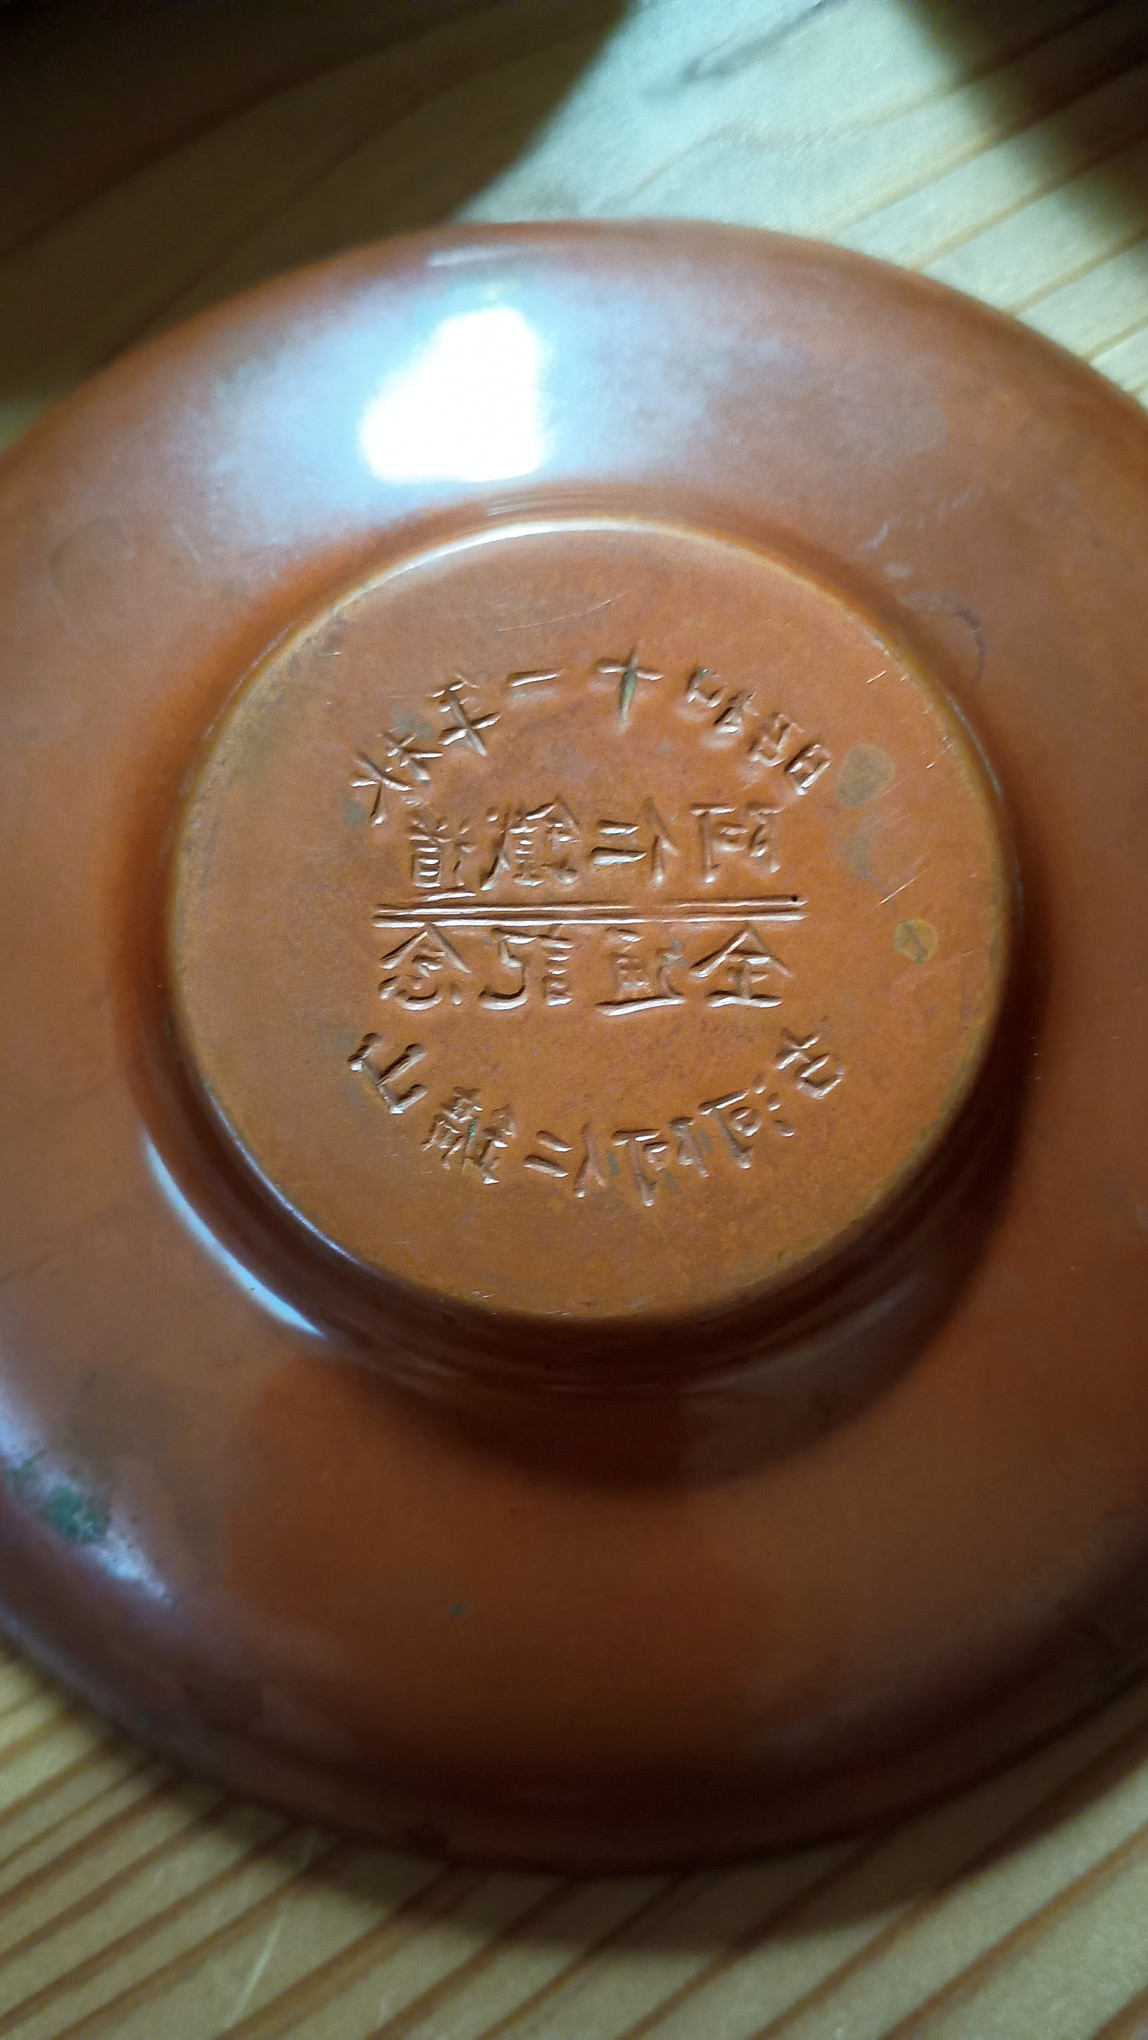 昭和十一年秋
阿仁鐵道
全通記念
古河阿仁鑛山